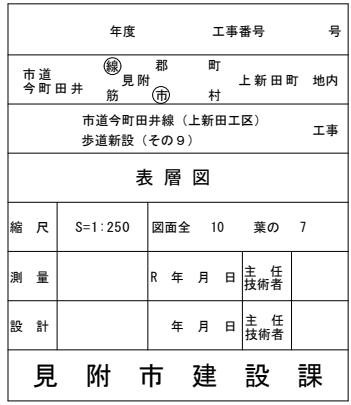 年度 工事番号 号
市道 線 郡 町
今町田井 見附 上新田町 地内
筋 市 村
市道今町田井線（上新田工区）
歩道新設（その９） 工事
表層図
縮 尺 S=1:250 図面全 10 葉の 7
測 量 R 年 月 日 主 任 技術者
設 計 年 月 日 主 任 技術者
見附市建設課